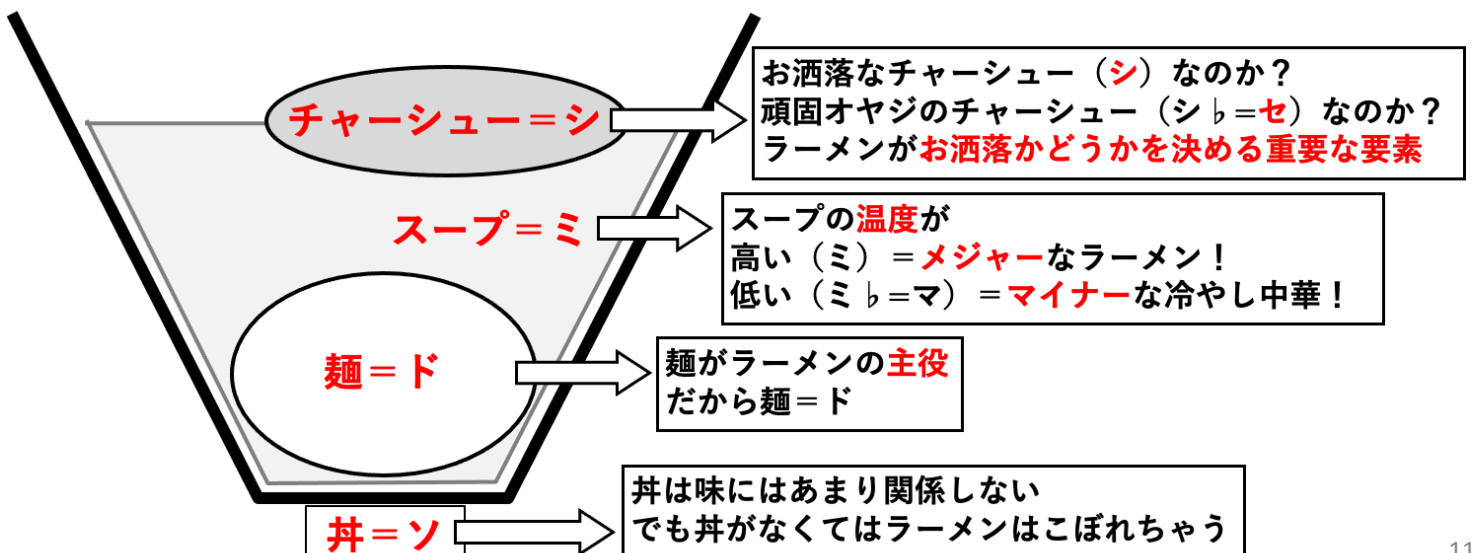 チャーシュー＝シ
お洒落なチャーシュー（シ）なのか？
頑固オヤジのチャーシュー（シ♭＝セ）なのか？
ラーメンがお洒落かどうかを決める重要な要素
スープ＝ミ
スープの温度が
高い（ミ）＝メジャーなラーメン！
低い（ミ♭＝マ）＝マイナーな冷やし中華！
麺＝ド
麺がラーメンの主役
だから麺＝ド
丼＝ソ
丼は味にはあまり関係しない
でも丼がなくてはラーメンはこぼれちゃう
11